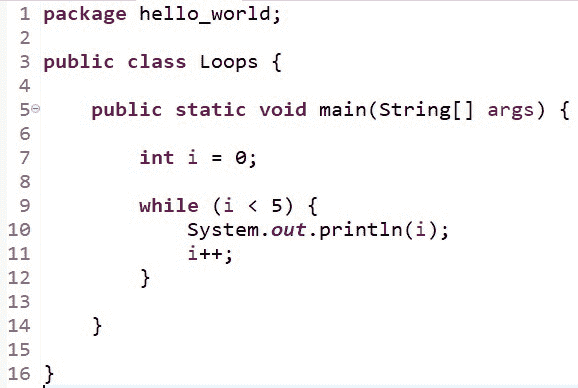 1 package hello_world;
2
3 public class Loops {
4
5 public static void main(String[] args) {
6
7 int i = 0;
8
9 while (i < 5) {
10 System.out.println(i);
11 i++;
12 }
13
14 }
15
16 }